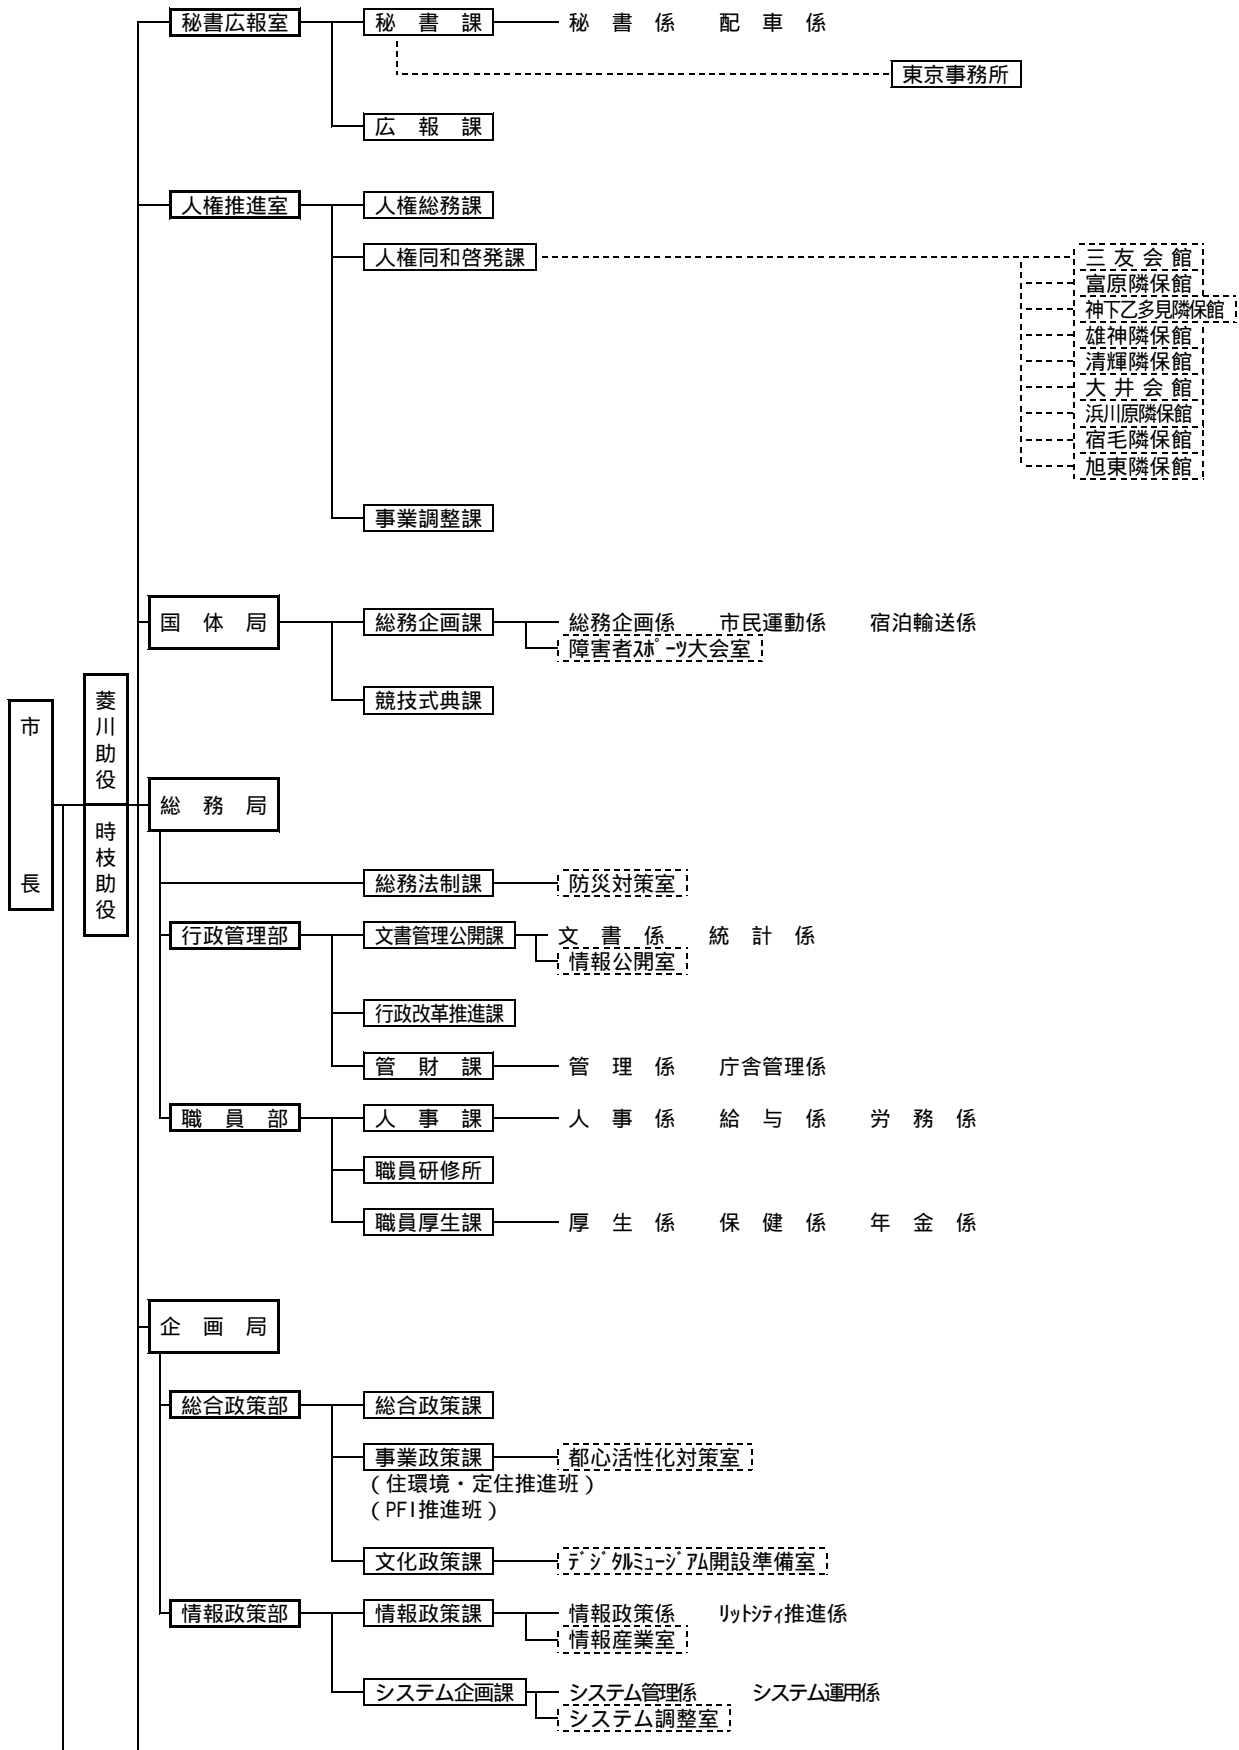 秘書広報室 秘　書　課 秘　書　係 配　車　係
東京事務所
広　報　課
人権推進室 人権総務課
人権同和啓発課 三 友 会 館
富原隣保館
神下乙多見隣保館
雄神隣保館
清輝隣保館
大 井 会 館
浜川原隣保館
宿毛隣保館
旭東隣保館
事業調整課
国　体　局 総務企画課 総務企画係 市民運動係 宿泊輸送係
障害者ｽﾎﾟｰﾂ大会室
競技式典課
市長
菱川助役
時枝助役
総　務　局
総務法制課 防災対策室
行政管理部 文書管理公開課 文　書　係 統　計　係
情報公開室
行政改革推進課
管　財　課 管　理　係 庁舎管理係
職　員　部 人　事　課 人　事　係 給　与　係 労　務　係
職員研修所
職員厚生課 厚　生　係 保　健　係 年　金　係
企　画　局
総合政策部 総合政策課
事業政策課 都心活性化対策室
（住環境・定住推進班）
（PFI推進班）
文化政策課 ﾃﾞｼﾞﾀﾙﾐｭｰｼﾞｱﾑ開設準備室
情報政策部 情報政策課 情報政策係 ﾘｯﾄｼﾃｨ推進係
情報産業室
システム企画課 システム管理係 システム運用係
システム調整室